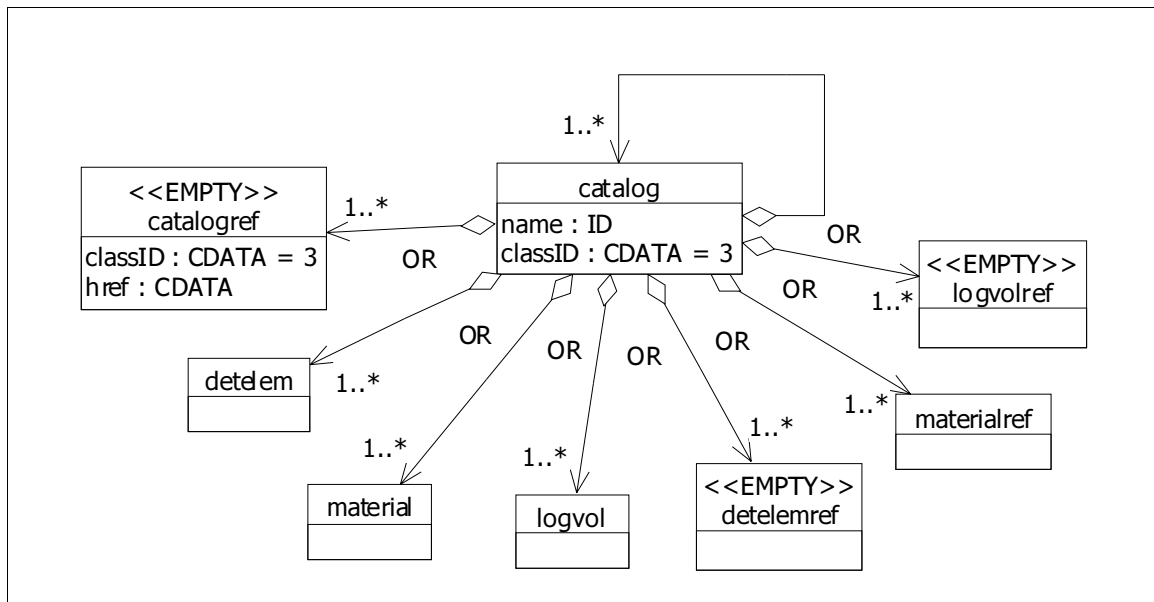 1..*
<<EMPTY>>
catalogref
classID : CDATA = 3
href : CDATA
1..*
catalog
name : ID
classID : CDATA = 3
OR
OR
OR
<<EMPTY>>
logvolref
1..*
OR
OR
OR
OR
detelem
1..*
1..*
materialref
1..*
1..*
1..*
material
logvol
<<EMPTY>>
detelemref